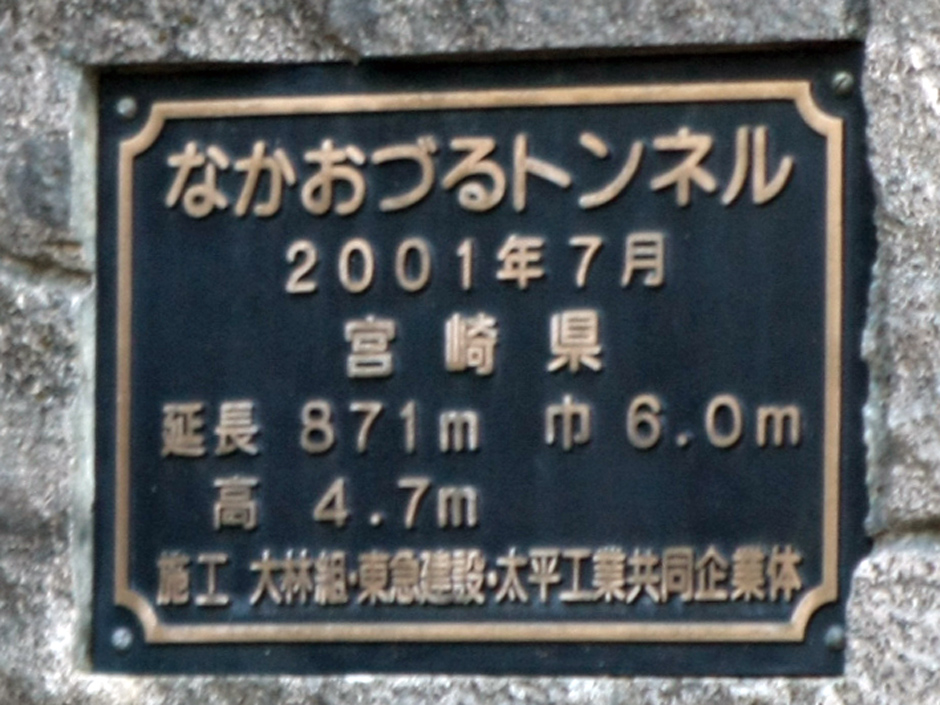 なかおづるトンネル
2001年7月
宮崎県
延長 871m 巾 6.0m
高 4.7m
施工 大林組・東急建設・太平工業共同企業体